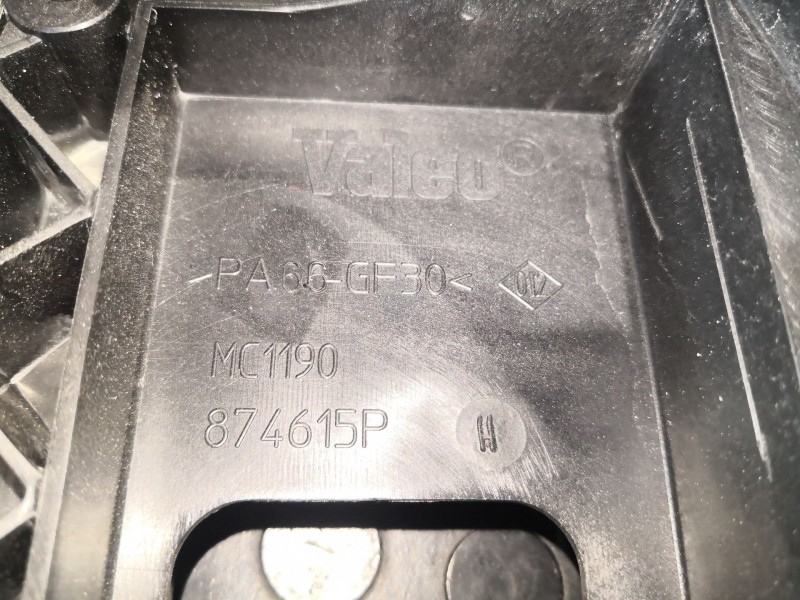 Valeo®
>PA66-GF30<
MC1190
874615P
H